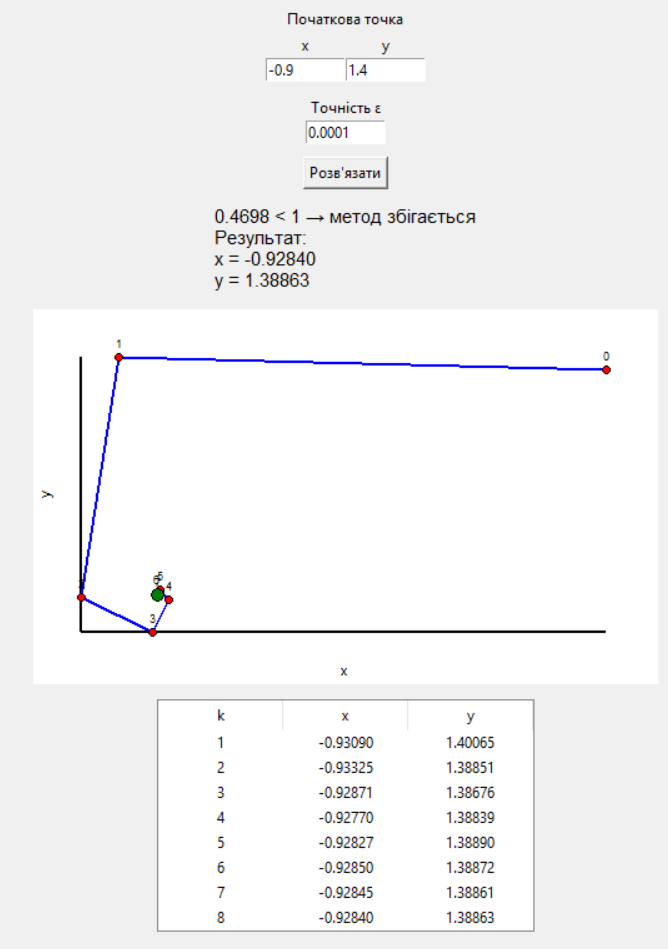 Початкова точка
x y
-0.9 1.4
Точність ε
0.0001
Розв'язати
0.4698 < 1 → метод збігається
Результат:
x = -0.92840
y = 1.38863
1
0
y
6 5
4
3
x
k x y
1 -0.93090 1.40065
2 -0.93325 1.38851
3 -0.92871 1.38676
4 -0.92770 1.38839
5 -0.92827 1.38890
6 -0.92850 1.38872
7 -0.92845 1.38861
8 -0.92840 1.38863